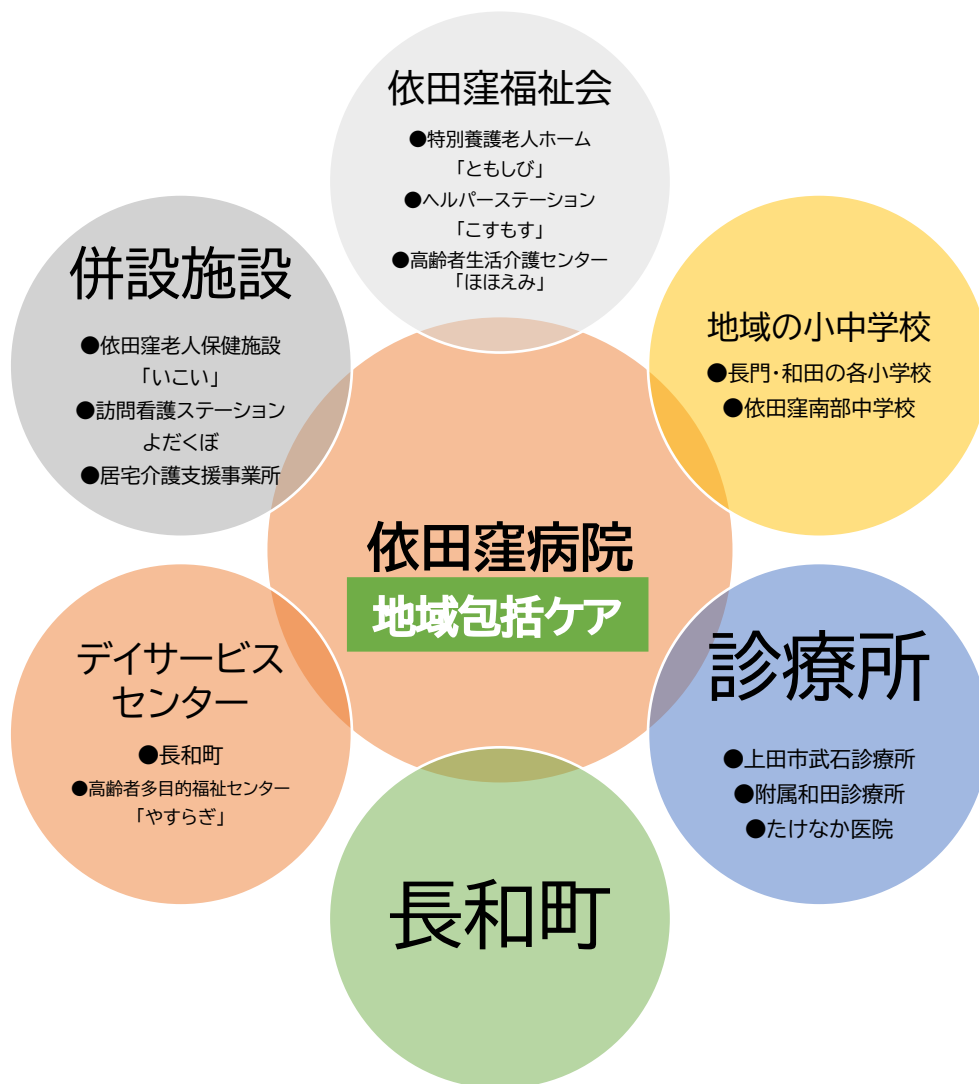 依田窪福祉会
●特別養護老人ホーム
「ともしび」
●ヘルパーステーション
「こすもす」
●高齢者生活介護センター
「ほほえみ」
併設施設
●依田窪老人保健施設
「いこい」
●訪問看護ステーション
よだくぼ
●居宅介護支援事業所
地域の小中学校
●長門・和田の各小学校
●依田窪南部中学校
依田窪病院
地域包括ケア
デイサービス
センター
●長和町
●高齢者多目的福祉センター
「やすらぎ」
診療所
●上田市武石診療所
●附属和田診療所
●たけなか医院
長和町